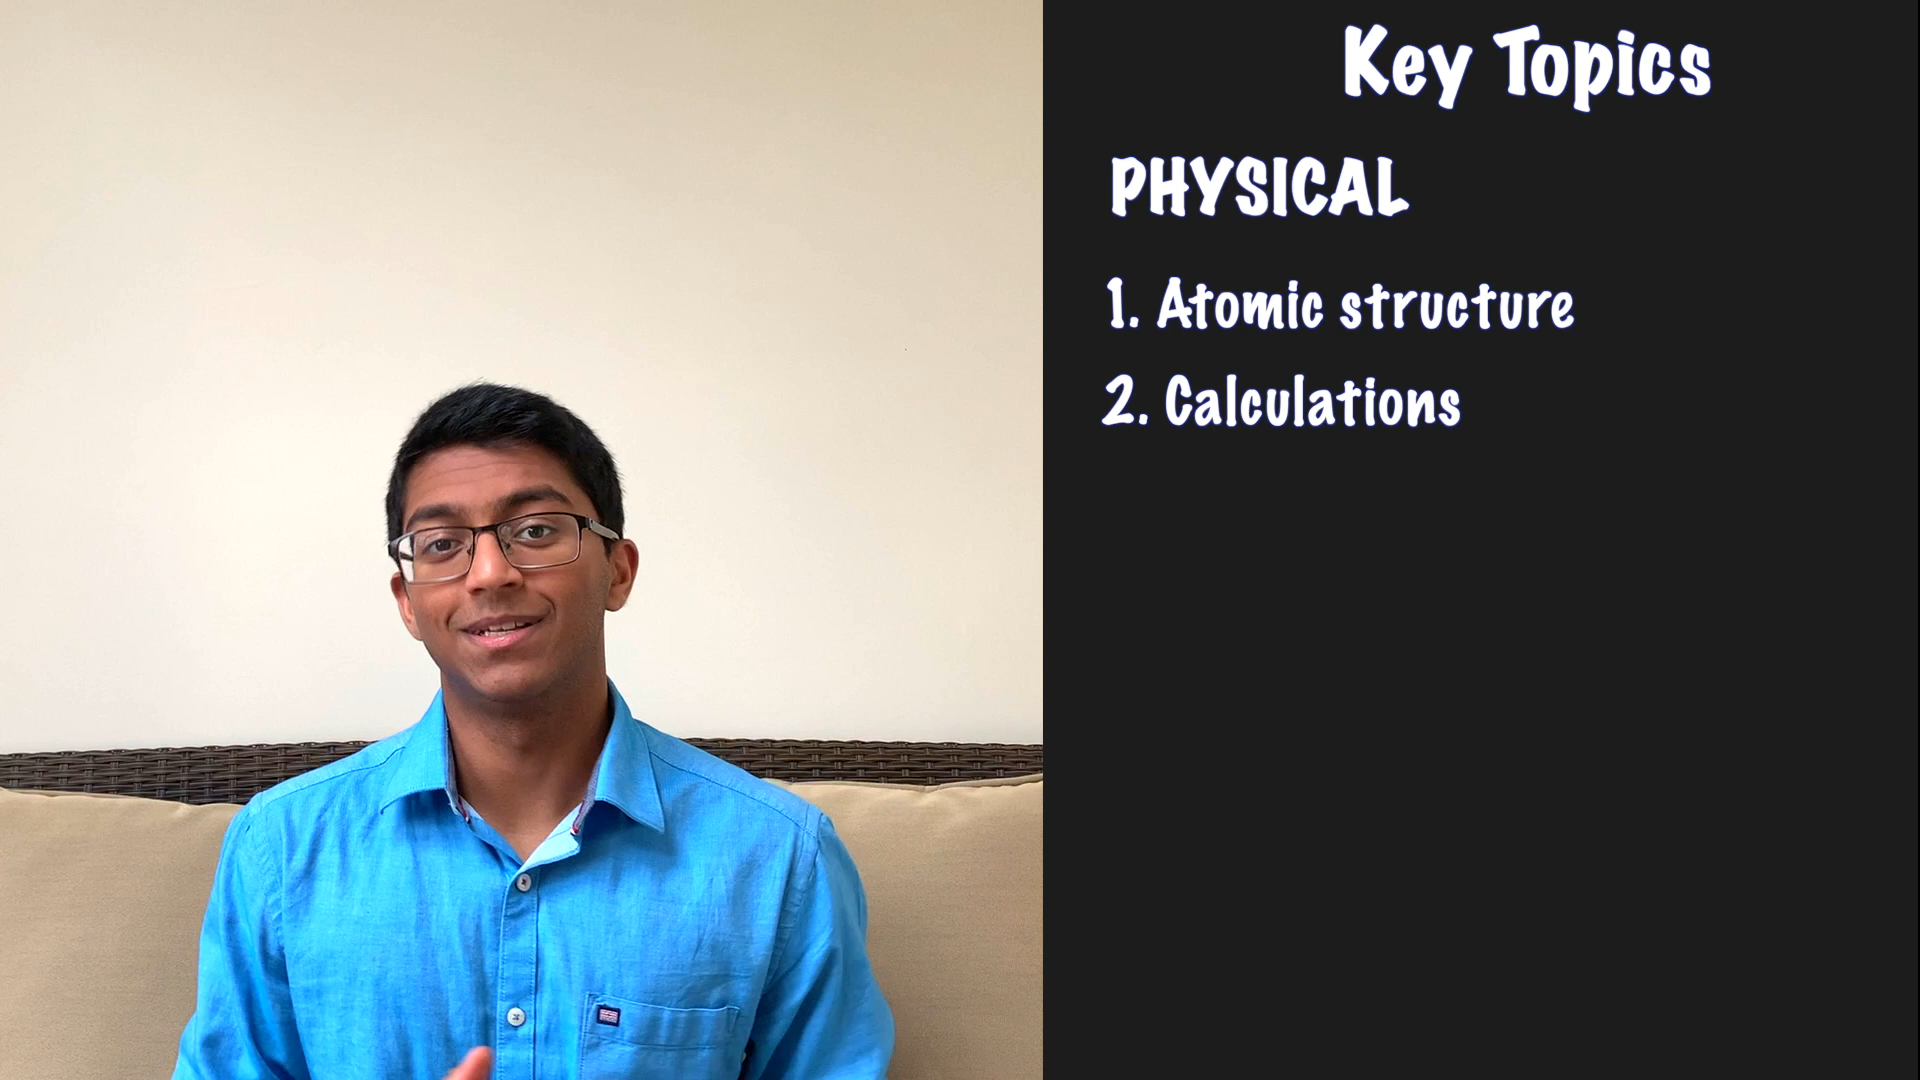 Key Topics
PHYSICAL
1. Atomic structure
2. Calculations